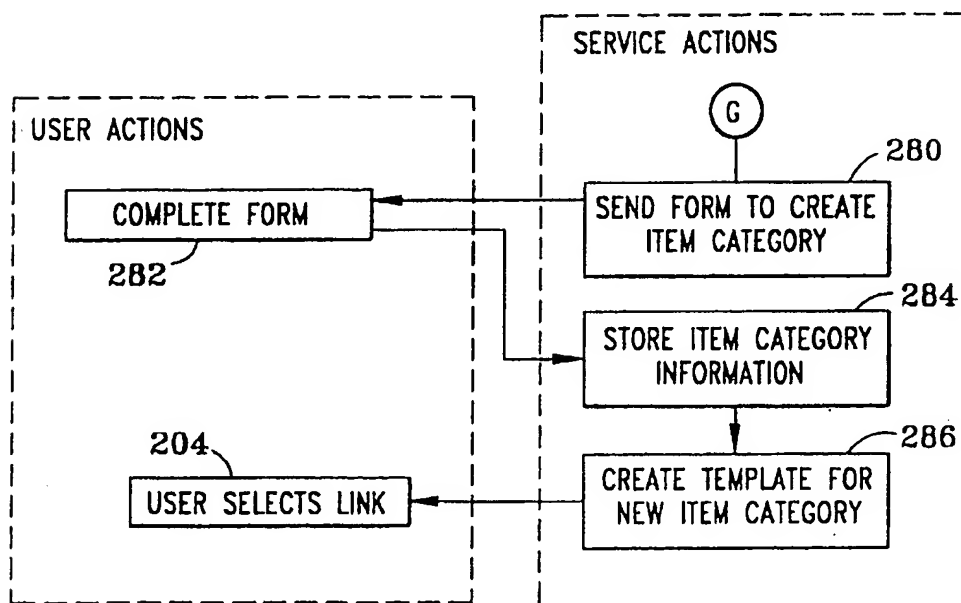 SERVICE ACTIONS
G
USER ACTIONS
280
SEND FORM TO CREATE
ITEM CATEGORY
COMPLETE FORM
282
284
STORE ITEM CATEGORY
INFORMATION
204
USER SELECTS LINK
286
CREATE TEMPLATE FOR
NEW ITEM CATEGORY